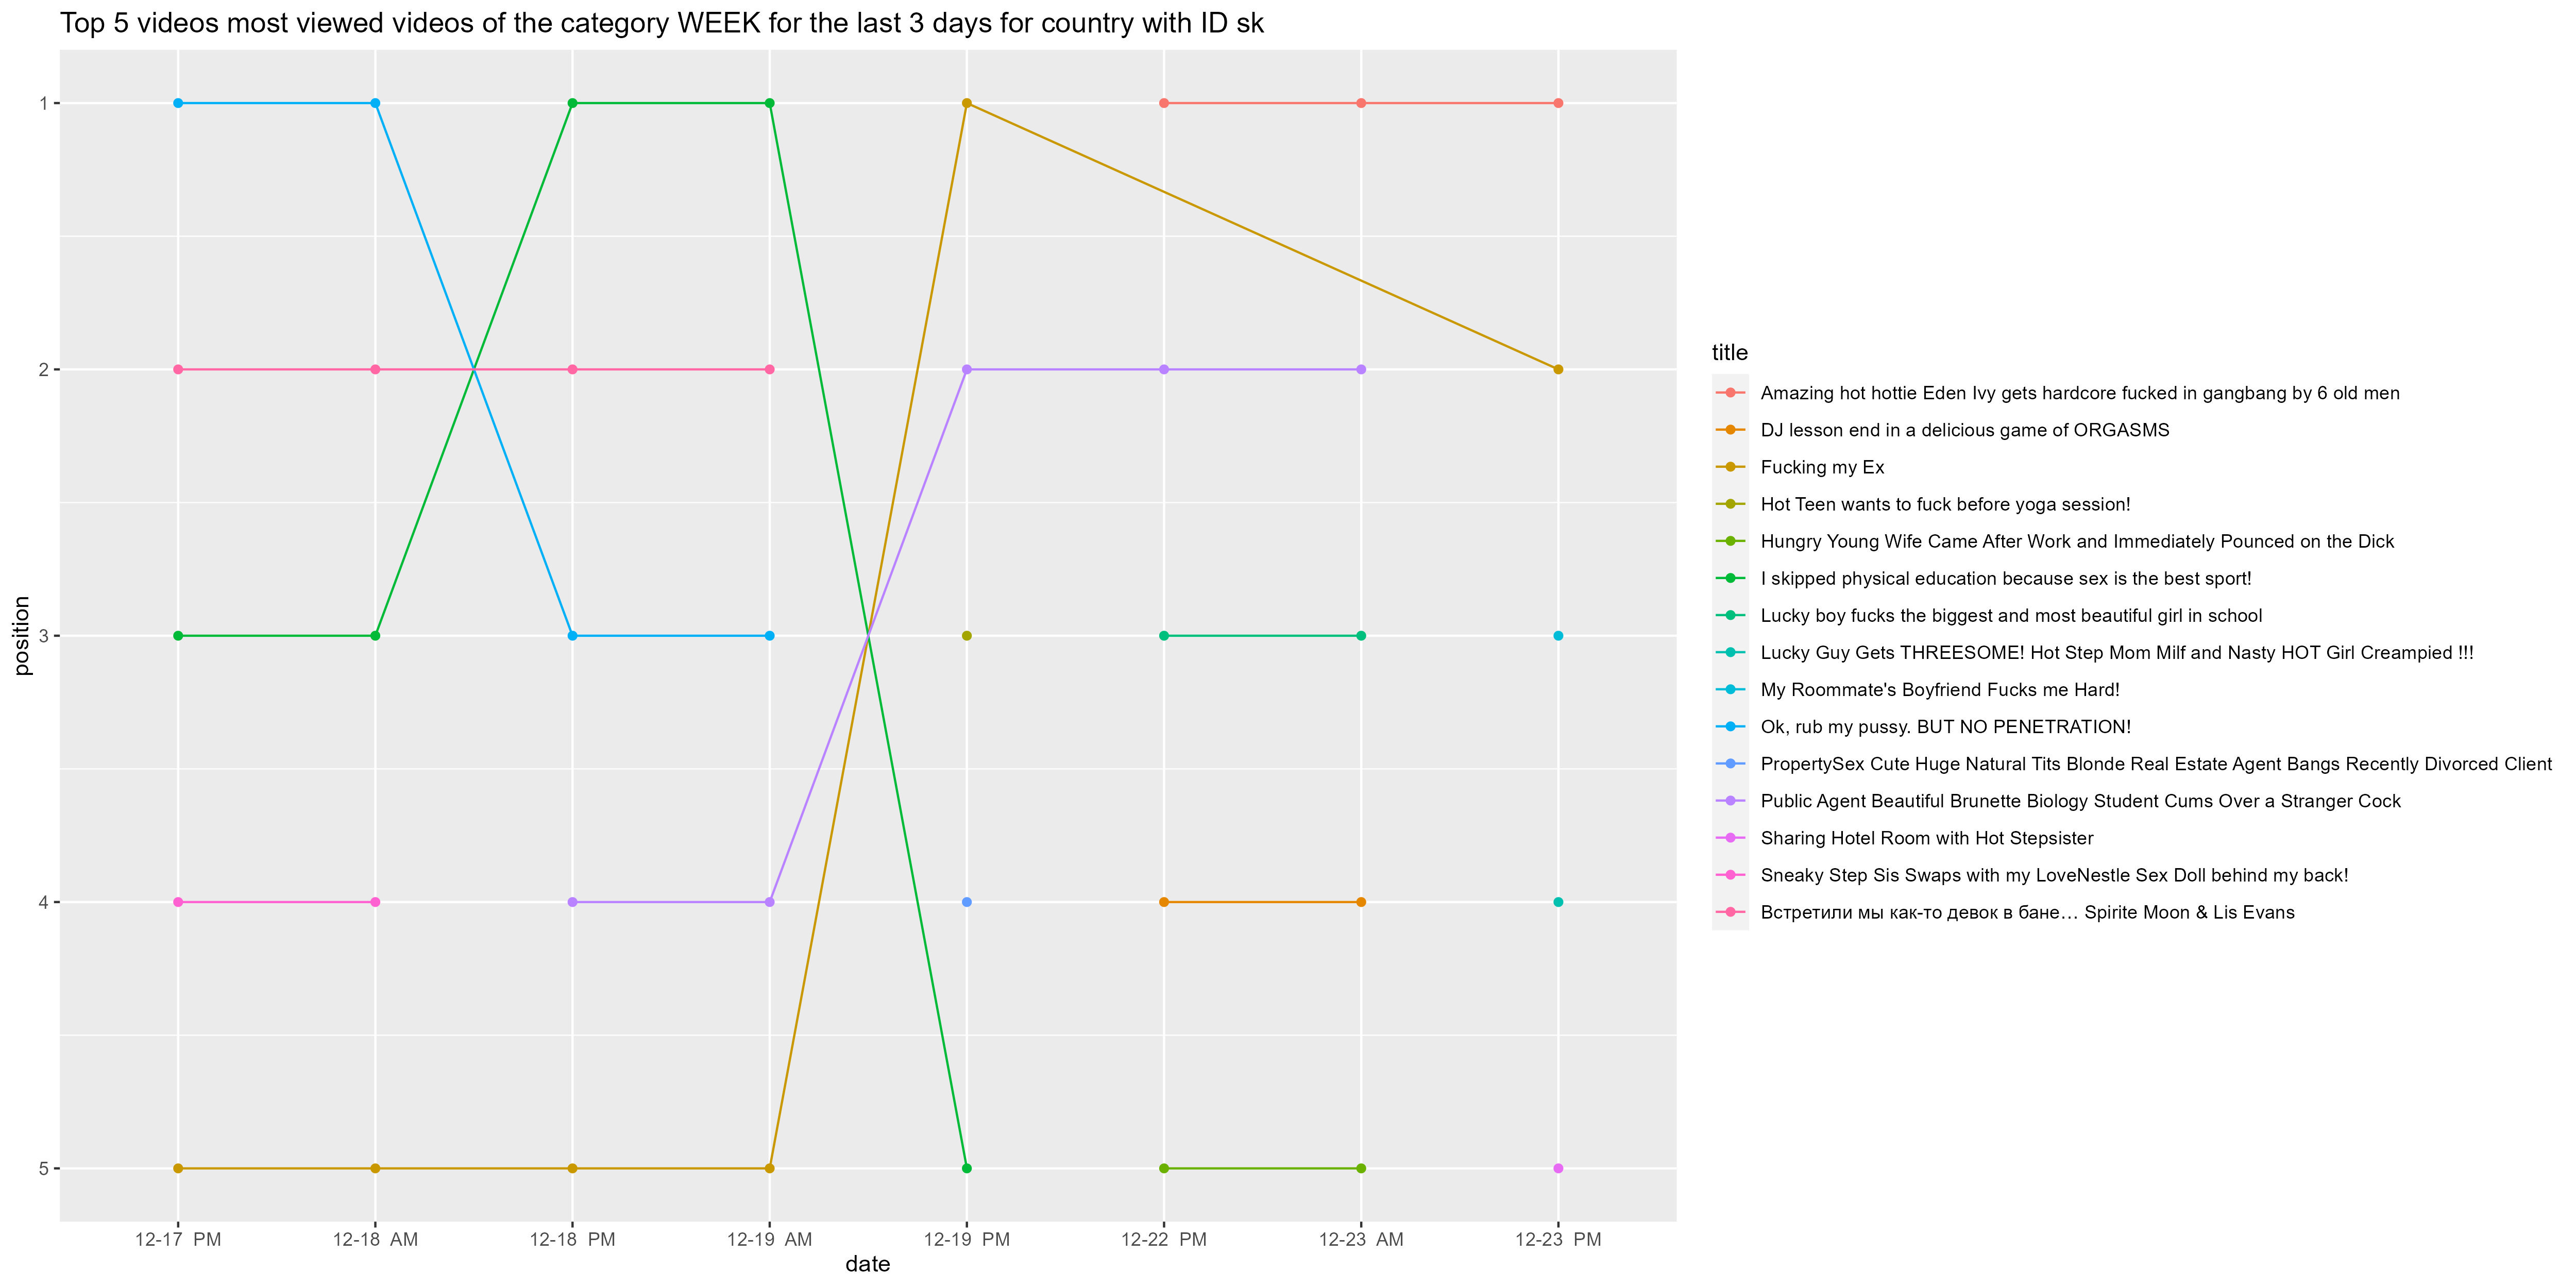 Top 5 videos most viewed videos of the category WEEK for the last 3 days for country with ID sk
position
1
2
3
4
5
12-17 PM
12-18 AM
12-18 PM
12-19 AM
12-19 PM
12-22 PM
12-23 AM
12-23 PM
date
title
Amazing hot hottie Eden Ivy gets hardcore fucked in gangbang by 6 old men
DJ lesson end in a delicious game of ORGASMS
Fucking my Ex
Hot Teen wants to fuck before yoga session!
Hungry Young Wife Came After Work and Immediately Pounced on the Dick
I skipped physical education because sex is the best sport!
Lucky boy fucks the biggest and most beautiful girl in school
Lucky Guy Gets THREESOME! Hot Step Mom Milf and Nasty HOT Girl Creampied !!!
My Roommate's Boyfriend Fucks me Hard!
Ok, rub my pussy. BUT NO PENETRATION!
PropertySex Cute Huge Natural Tits Blonde Real Estate Agent Bangs Recently Divorced Client
Public Agent Beautiful Brunette Biology Student Cums Over a Stranger Cock
Sharing Hotel Room with Hot Stepsister
Sneaky Step Sis Swaps with my LoveNestle Sex Doll behind my back!
Встретили мы как-то девок в бане… Spirite Moon & Lis Evans